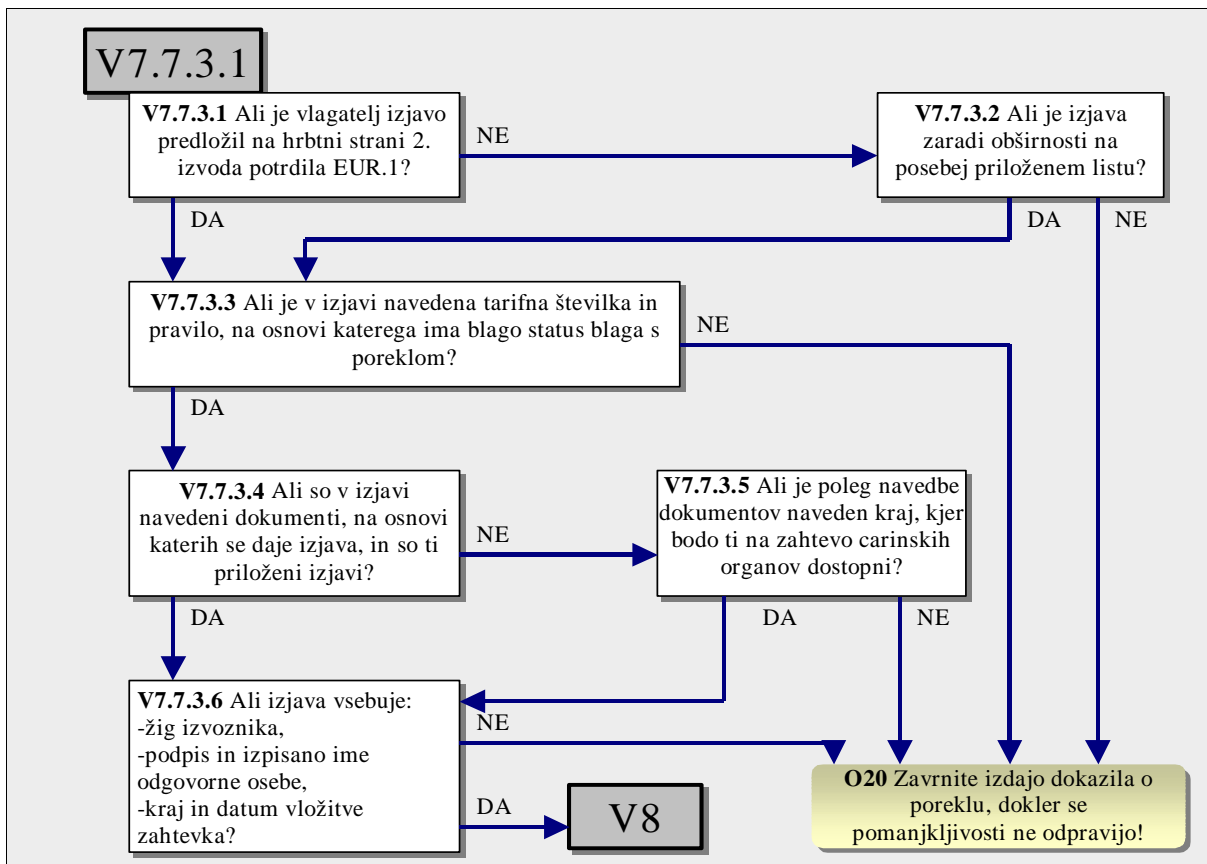 V7.7.3.1
V7.7.3.1 Ali je vlagatelj izjavo
predložil na hrbtni strani 2.
izvoda potrdila EUR.1?
NE
V7.7.3.2 Ali je izjava
zaradi obširnosti na
posebej priloženem listu?
DA
DA
NE
V7.7.3.3 Ali je v izjavi navedena tarifna številka in
pravilo, na osnovi katerega ima blago status blaga s
poreklom?
NE
DA
V7.7.3.4 Ali so v izjavi
navedeni dokumenti, na osnovi
katerih se daje izjava, in so ti
priloženi izjavi?
NE
V7.7.3.5 Ali je poleg navedbe
dokumentov naveden kraj, kjer
bodo ti na zahtevo carinskih
organov dostopni?
DA
DA
NE
V7.7.3.6 Ali izjava vsebuje:
-žig izvoznika,
-podpis in izpisano ime
odgovorne osebe,
-kraj in datum vložitve
zahtevka?
NE
DA
V8
O20 Zavrnite izdajo dokazila o
poreklu, dokler se
pomanjkljivosti ne odpravijo!